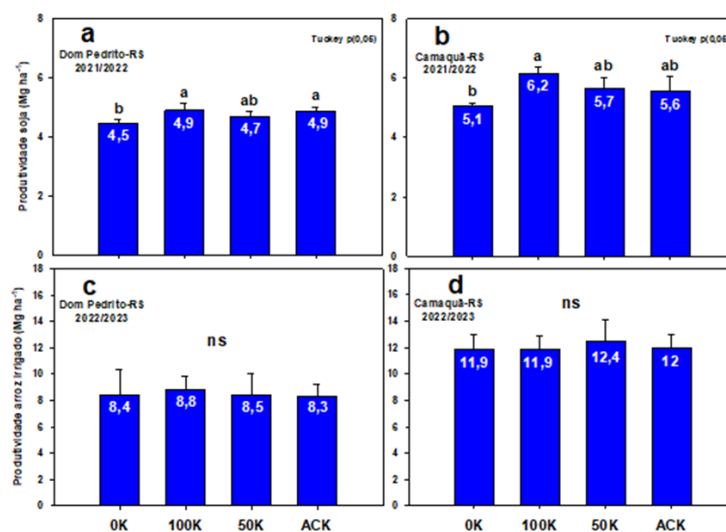 a
Dom Pedrito-RS
2021/2022
Tuokey p(0,05)
Produtividade soja (Mg ha⁻¹)
8
6
4
2
0
b
a
ab
a
4,5
4,9
4,7
4,9
b
Camaquã-RS
2021/2022
Tuokey p(0,05)
8
6
4
2
0
b
a
ab
ab
5,1
6,2
5,7
5,6
c
Dom Pedrito-RS
2022/2023
ns
Produtividade arroz irrigado (Mg ha⁻¹)
18
16
14
12
10
8
6
4
2
0
8,4
8,8
8,5
8,3
0K
100K
50K
ACK
d
Camaquã-RS
2022/2023
ns
18
16
14
12
10
8
6
4
2
0
11,9
11,9
12,4
12
0K
100K
50K
ACK